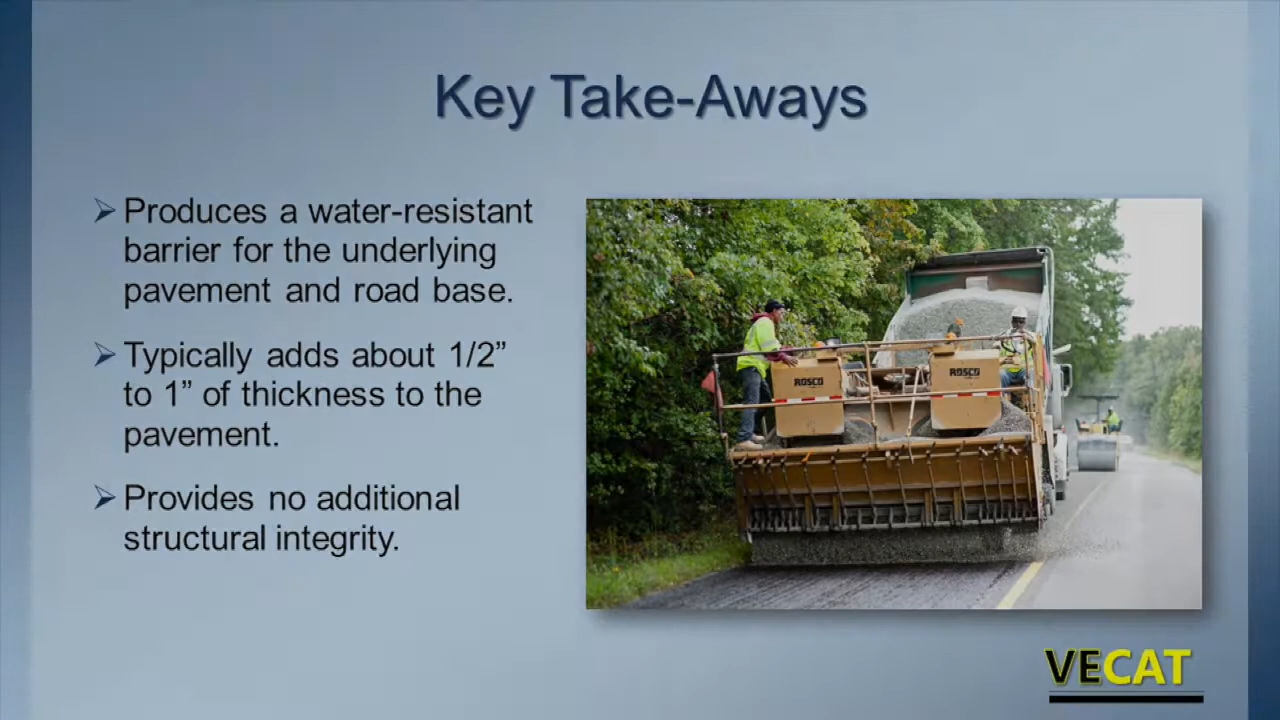 Key Take-Aways
➢ Produces a water-resistant
barrier for the underlying
pavement and road base.
➢ Typically adds about 1/2”
to 1” of thickness to the
pavement.
➢ Provides no additional
structural integrity.
ROSCO
ROSCO
VECAT